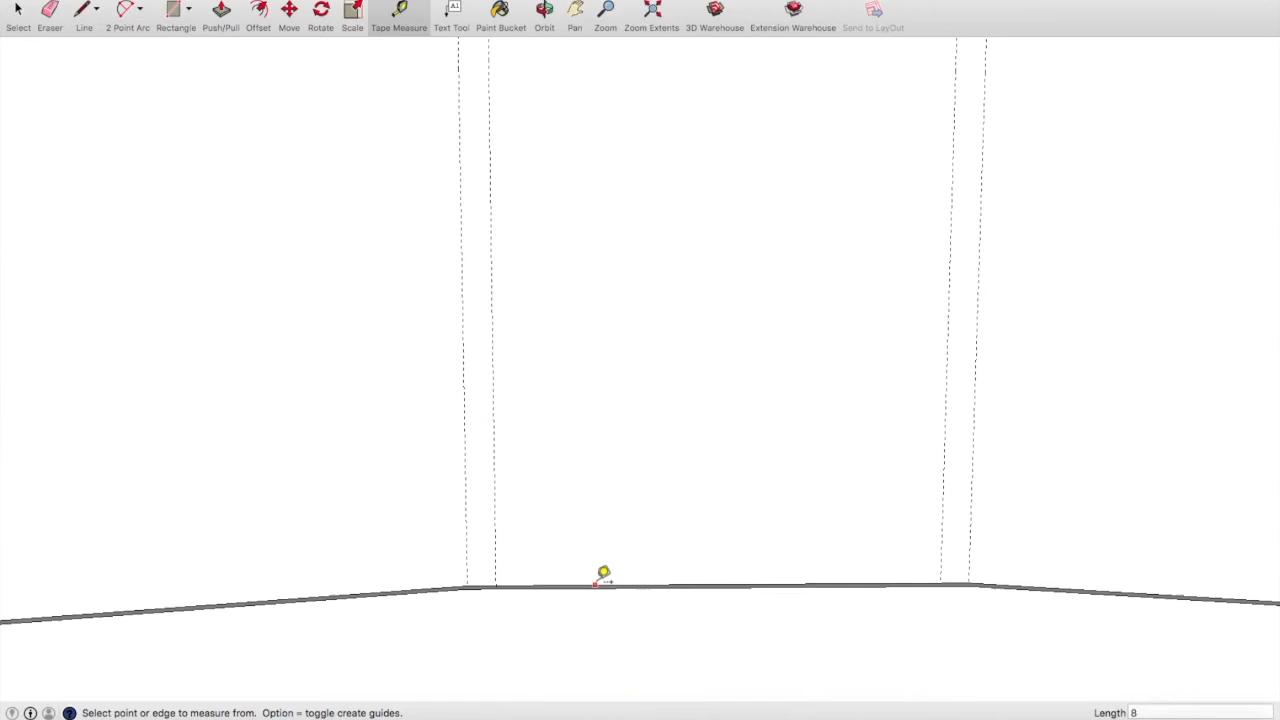 A1
Select Eraser Line 2 Point Arc Rectangle Push/Pull Offset Move Rotate Scale Tape Measure Text Tool Paint Bucket Orbit Pan Zoom Zoom Extents 3D Warehouse Extension Warehouse Send to LayOut
? Select point or edge to measure from. Option = toggle create guides. Length 8